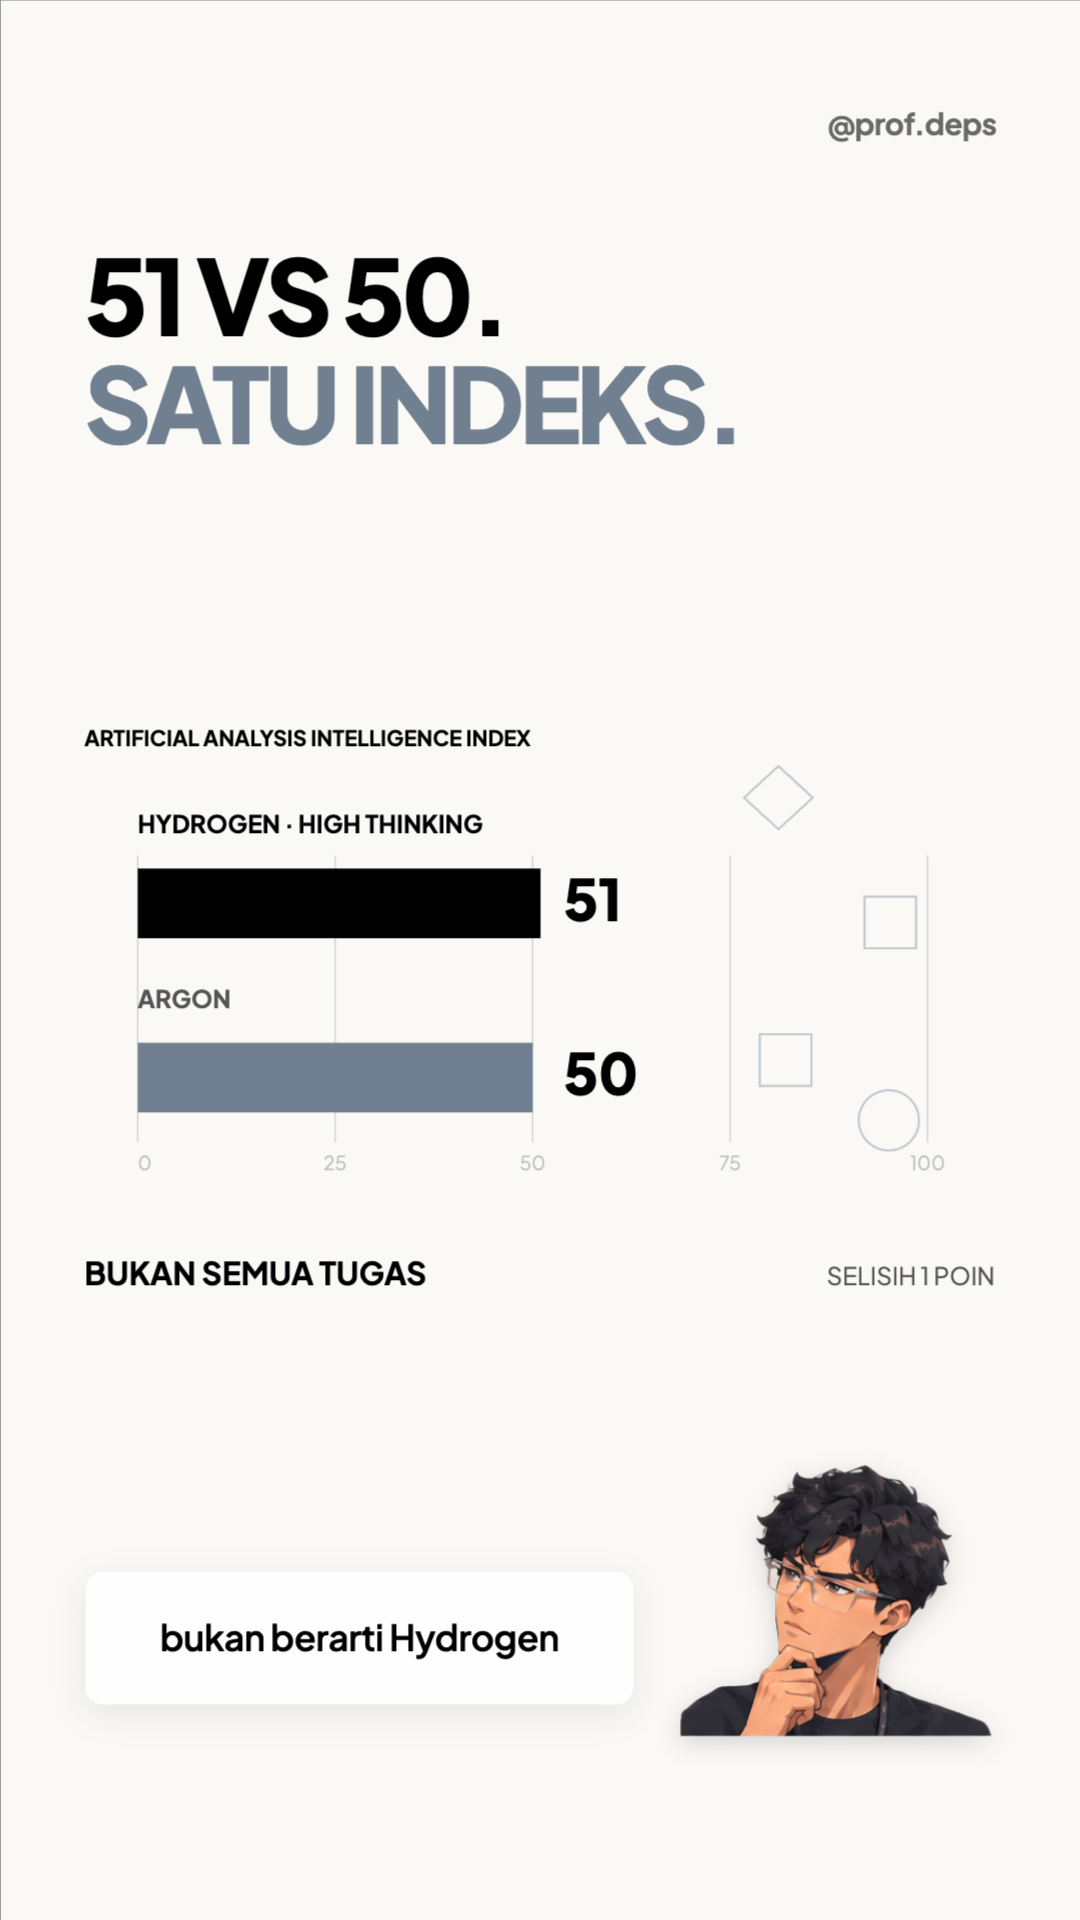 @prof.deps
51 VS 50.
SATU INDEKS.
ARTIFICIAL ANALYSIS INTELLIGENCE INDEX
HYDROGEN · HIGH THINKING
51
ARGON
50
0 25 50 75 100
BUKAN SEMUA TUGAS
SELISIH 1 POIN
bukan berarti Hydrogen